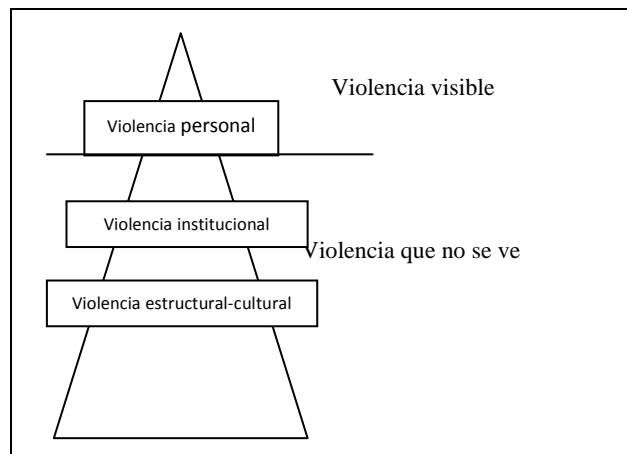 Violencia visible
Violencia personal
Violencia institucional
Violencia que no se ve
Violencia estructural-cultural